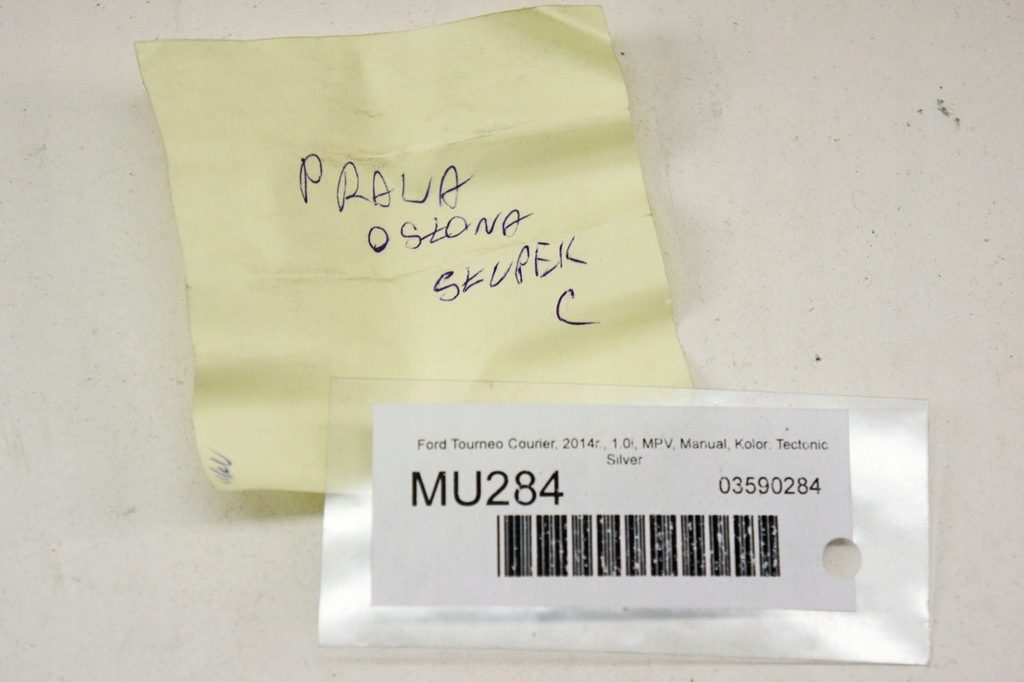 PRAWA
OSŁONA
SŁUPEK
C
Ford Tourneo Courier, 2014r., 1.0i, MPV, Manual, Kolor. Tectonic
Silver
MU284
03590284